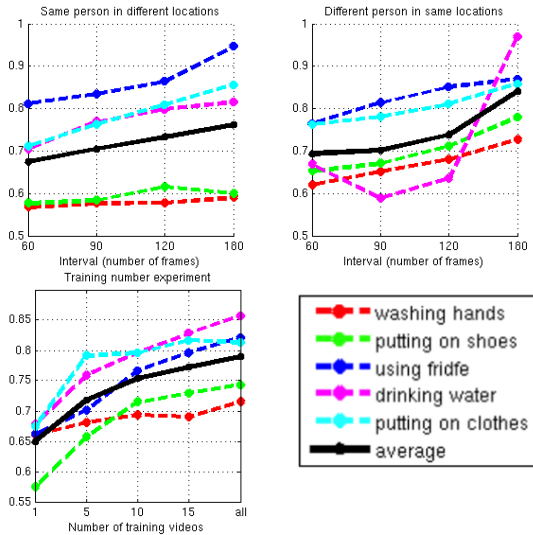 Same person in different locations
1
0.9
0.8
0.7
0.6
0.5
60 90 120 180
Interval (number of frames)
Different person in same locations
1
0.9
0.8
0.7
0.6
0.5
60 90 120 180
Interval (number of frames)
Training number experiment
0.85
0.8
0.75
0.7
0.65
0.6
0.55
1 5 10 15 all
Number of training videos
washing hands
putting on shoes
using fridfe
drinking water
putting on clothes
average